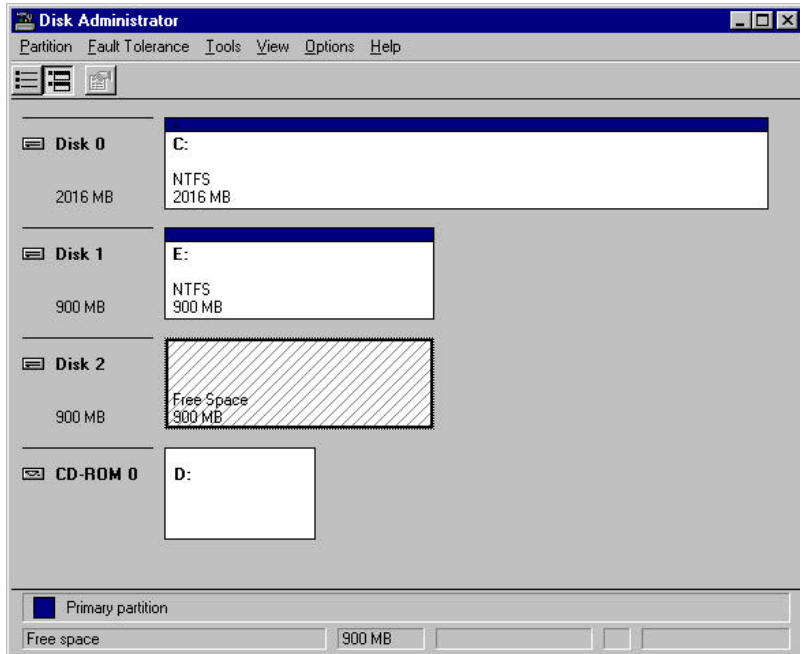 Disk Administrator
Partition Fault Tolerance Tools View Options Help
Disk 0
2016 MB
C:
NTFS
2016 MB
Disk 1
900 MB
E:
NTFS
900 MB
Disk 2
900 MB
Free Space
900 MB
CD-ROM 0
D:
Primary partition
Free space 900 MB